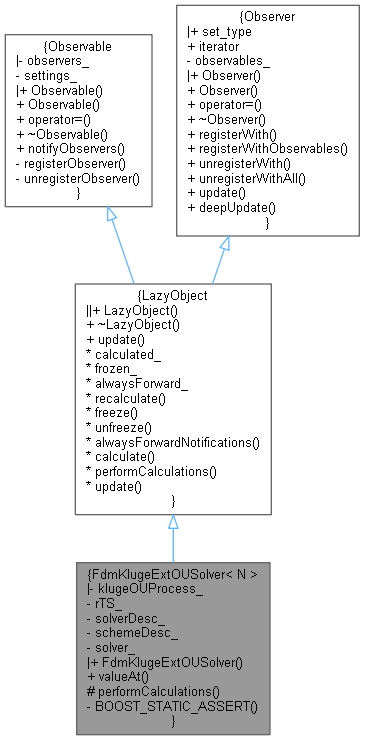 {Observable
|- observers_
- settings_
|+ Observable()
+ Observable()
+ operator=()
+ ~Observable()
+ notifyObservers()
- registerObserver()
- unregisterObserver()
}
{Observer
|+ set_type
+ iterator
- observables_
|+ Observer()
+ Observer()
+ operator=()
+ ~Observer()
+ registerWith()
+ registerWithObservables()
+ unregisterWith()
+ unregisterWithAll()
+ update()
+ deepUpdate()
}
{LazyObject
||+ LazyObject()
+ ~LazyObject()
+ update()
* calculated_
* frozen_
* alwaysForward_
* recalculate()
* freeze()
* unfreeze()
* alwaysForwardNotifications()
* calculate()
* performCalculations()
* update()
}
{FdmKlugeExtOUSolver< N >
|- klugeOUProcess_
- rTS_
- solverDesc_
- schemeDesc_
- solver_
|+ FdmKlugeExtOUSolver()
+ valueAt()
# performCalculations()
- BOOST_STATIC_ASSERT()
}